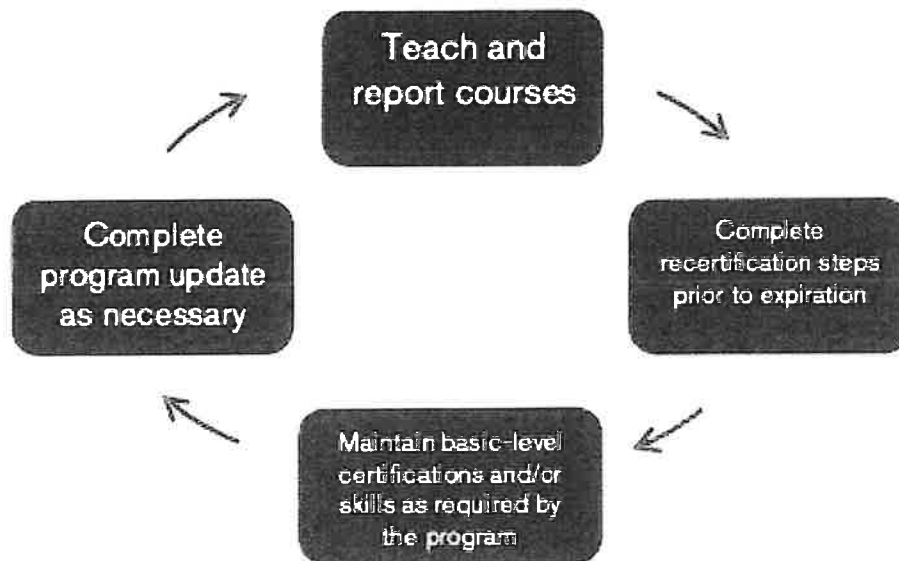 Teach and
report courses
Complete
recertification steps
prior to expiration
Maintain basic-level
certifications and/or
skills as required by
the program
Complete
program update
as necessary